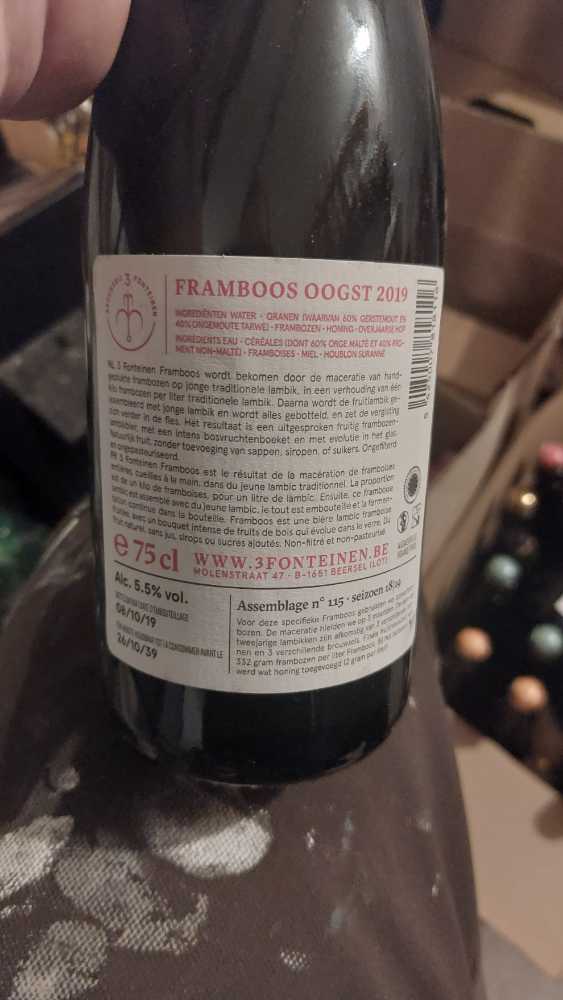 BROUWERIJ 3 FONTEINEN
FRAMBOOS OOGST 2019
INGREDIËNTEN WATER - GRANEN (WAARVAN 60% GERSTEMOUT EN
40% ONGEMOUTE TARWE) - FRAMBOZEN - HONING - OVERJAARSE HOP
INGRÉDIENTS EAU - CÉRÉALES (DONT 60% ORGE MALTÉ ET 40% FRO-
MENT NON-MALTÉ) - FRAMBOISES - MIEL - HOUBLON SURANNÉ
NL 3 Fonteinen Framboos wordt bekomen door de maceratie van hand-
geplukte frambozen op jonge traditionele lambik, in een verhouding van één
kilo frambozen per liter traditionele lambik. Daarna wordt de fruitlambik ge-
assembleerd met jonge lambik en wordt alles gebotteld, en zet de vergisting
zich verder in de fles. Het resultaat is een uitgesproken fruitig frambozen-
lambikbier, met een intens bosvruchtenboeket en met evolutie in het glas.
Natuurlijk fruit, zonder toevoeging van sappen, siropen, of suikers. Ongefilterd
en ongepasteuriseerd.
FR 3 Fonteinen Framboos est le résultat de la macération de framboises
entières, cueillies à la main, dans du jeune lambic traditionnel. La proportion
est de un kilo de framboises, pour un litre de lambic. Ensuite, ce framboise
lambic est assemblé avec du jeune lambic, le tout est embouteillé et la fermen-
tation continue dans la bouteille. Framboos est une bière lambic framboise
fruitée, avec un bouquet intense de fruits de bois qui évolue dans le verre. Du
fruit naturel, sans jus, sirops ou sucres ajoutés. Non-filtré et non-pasteurisé.
e 75 cl WWW.3FONTEINEN.BE
MOLENSTRAAT 47 - B-1651 BEERSEL (LOT)
Alc. 5.5% vol.
08/10/19
26/10/39
Assemblage n° 115 · seizoen 18/19
Voor deze specifieke Framboos gebruikten we
bozen. De maceratie hielden we op 3 maanden.
tweejarige lambikken zijn afkomstig van 
nen en 3 verschillende brouwsels. Finale
332 gram frambozen per liter Framboos. Bij het
werd wat honing toegevoegd (2 gram per liter).